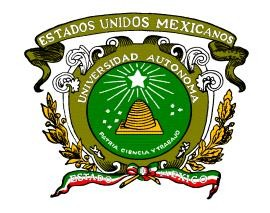 ESTADOS UNIDOS MEXICANOS
UNIVERSIDAD AUTONOMA
PATRIA CIENCIA Y TRABAJO
ESTADO DE MEXICO